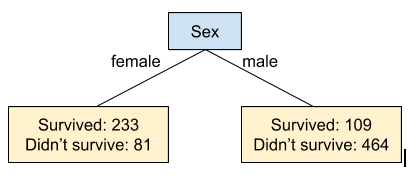 Sex
female
male
Survived: 233
Didn't survive: 81
Survived: 109
Didn't survive: 464